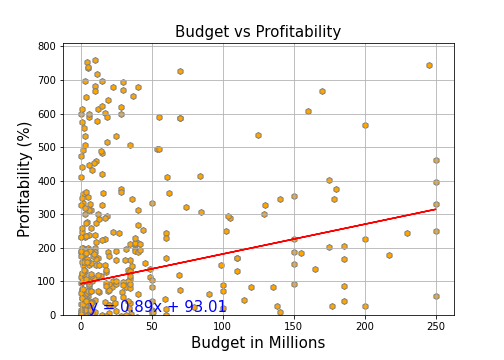 Budget vs Profitability
Profitability (%)
800
700
600
500
400
300
200
100
0
y = 0.89x + 93.01
0 50 100 150 200 250
Budget in Millions